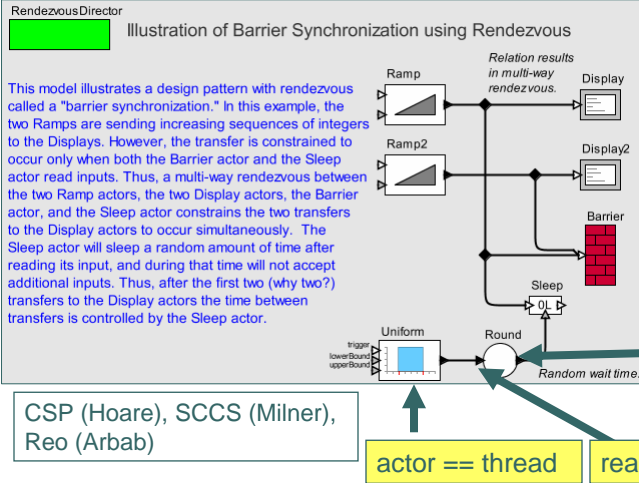 RendezvousDirector
Illustration of Barrier Synchronization using Rendezvous
This model illustrates a design pattern with rendezvous
called a "barrier synchronization." In this example, the
two Ramps are sending increasing sequences of integers
to the Displays. However, the transfer is constrained to
occur only when both the Barrier actor and the Sleep
actor read inputs. Thus, a multi-way rendezvous between
the two Ramp actors, the two Display actors, the Barrier
actor, and the Sleep actor constrains the two transfers
to the Display actors to occur simultaneously. The
Sleep actor will sleep a random amount of time after
reading its input, and during that time will not accept
additional inputs. Thus, after the first two (why two?)
transfers to the Display actors the time between
transfers is controlled by the Sleep actor.
Ramp
Relation results
in multi-way
rendezvous.
Display
Ramp2
Display2
Barrier
Sleep
0L
Uniform
trigger
lowerBound
upperBound
Round
Random wait time.
CSP (Hoare), SCCS (Milner),
Reo (Arbab)
actor == thread
rea